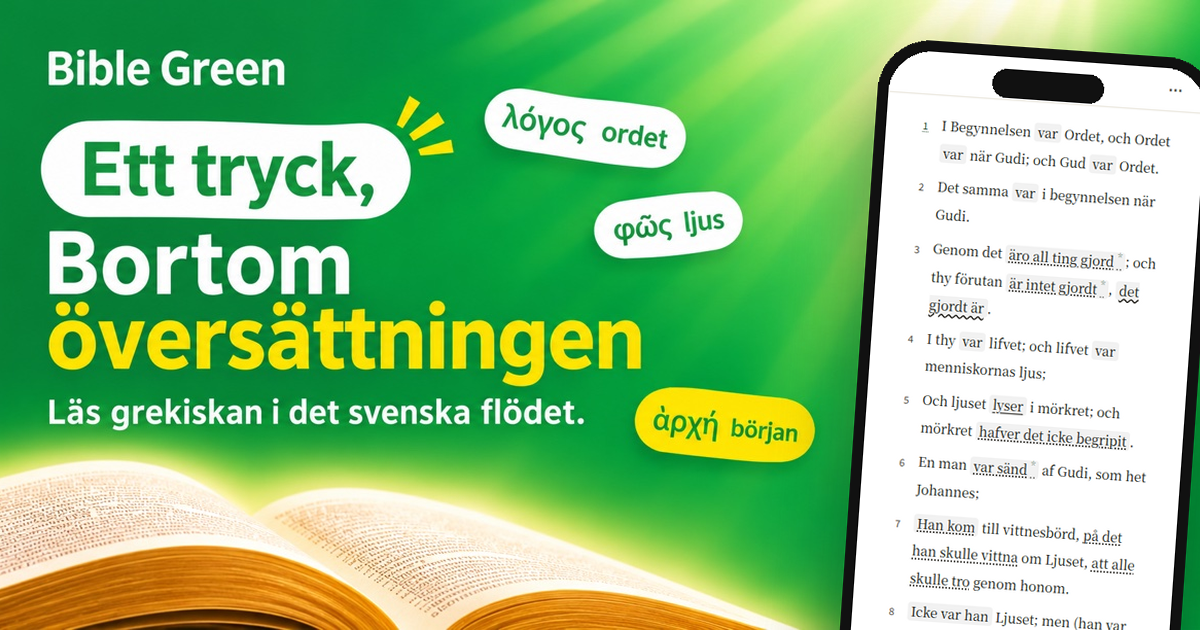 Bible Green
Ett tryck,
Bortom
översättningen
Läs grekiskan i det svenska flödet.
λόγος ordet
φῶς ljus
ἀρχή början
1 I Begynnelsen var Ordet, och Ordet
var när Gudi; och Gud var Ordet.
2 Det samma var i begynnelsen när
Gudi.
3 Genom det äro all ting gjord*; och
thy förutan är intet gjordt*, det
gjordt är.
4 I thy var lifvet; och lifvet var
menniskornas ljus;
5 Och ljuset lyser i mörkret; och
mörkret hafver det icke begripit.
6 En man var sänd* af Gudi, som het
Johannes;
7 Han kom till vittnesbörd, på det
han skulle vittna om Ljuset, att alle
skulle tro genom honom.
8 Icke var han Ljuset; men (han var